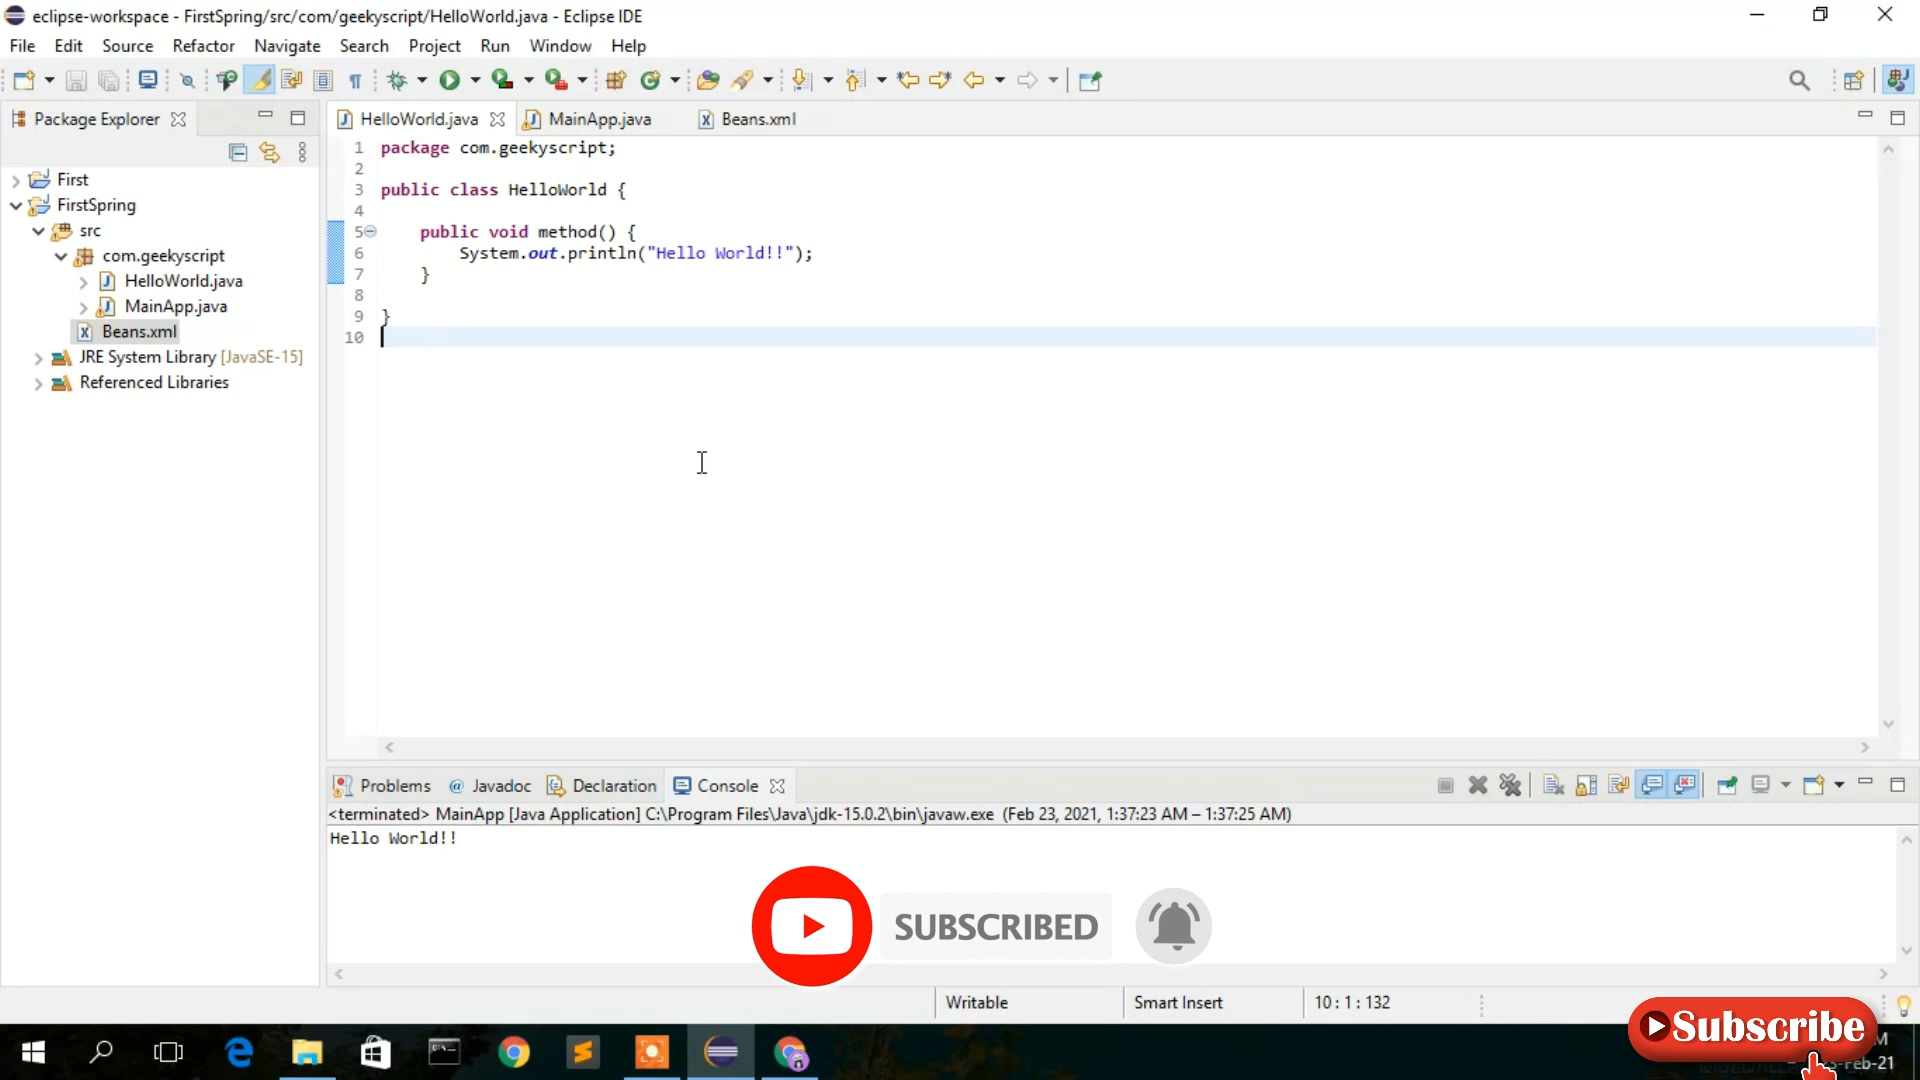 eclipse-workspace - FirstSpring/src/com/geekyscript/HelloWorld.java - Eclipse IDE
File Edit Source Refactor Navigate Search Project Run Window Help
Package Explorer
HelloWorld.java MainApp.java Beans.xml
First
FirstSpring
src
com.geekyscript
HelloWorld.java
MainApp.java
Beans.xml
JRE System Library [JavaSE-15]
Referenced Libraries
1 package com.geekyscript;
2
3 public class HelloWorld {
4
5 public void method() {
6 System.out.println("Hello World!!");
7 }
8
9 }
10
Problems @ Javadoc Declaration Console
<terminated> MainApp [Java Application] C:\Program Files\Java\jdk-15.0.2\bin\javaw.exe (Feb 23, 2021, 1:37:23 AM – 1:37:25 AM)
Hello World!!
SUBSCRIBED
Writable Smart Insert 10 : 1 : 132
Subscribe